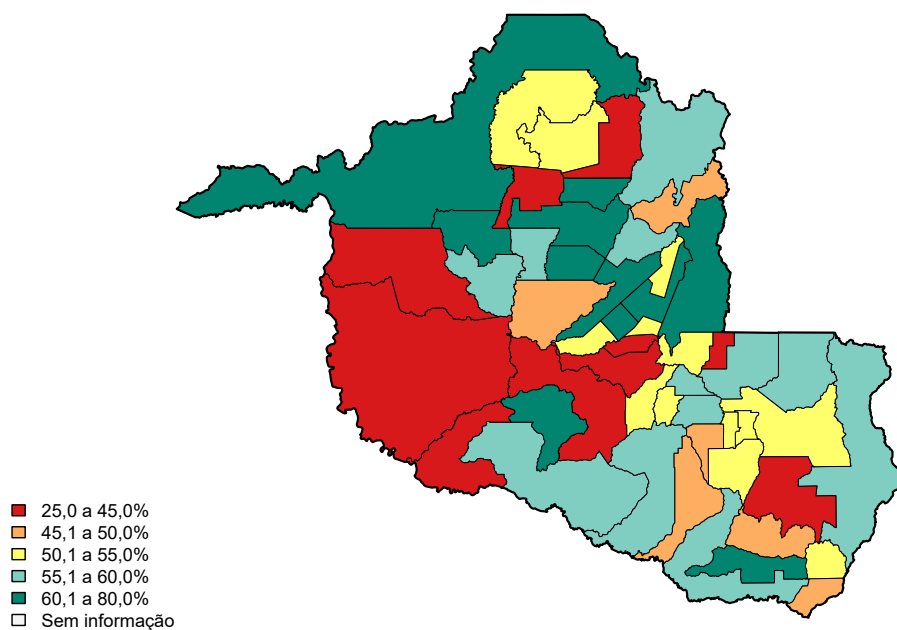 25,0 a 45,0%
45,1 a 50,0%
50,1 a 55,0%
55,1 a 60,0%
60,1 a 80,0%
Sem informação